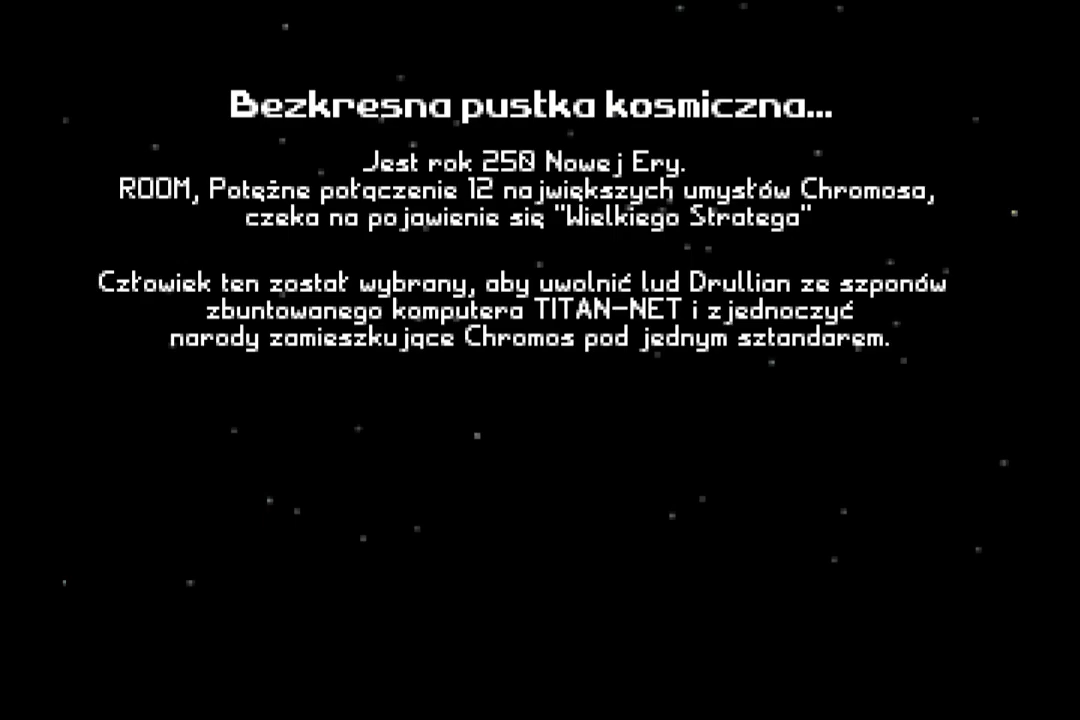 Bezkresna pustka kosmiczna...
Jest rok 250 Nowej Ery.
ROOM, Potężne połączenie 12 największych umysłów Chromosa,
czeka na pojawienie się "Wielkiego Stratega"
Człowiek ten został wybrany, aby uwolnić lud Drullian ze szponów
zbuntowanego komputera TITAN-NET i zjednoczyć
narody zamieszkujące Chromos pod jednym sztandarem.